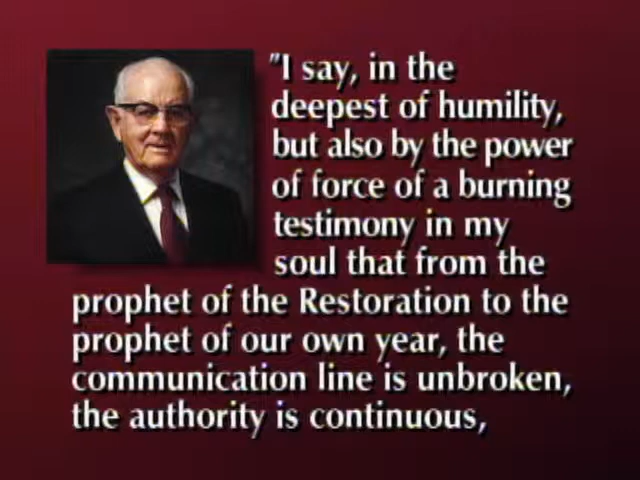 "I say, in the
deepest of humility,
but also by the power
of force of a burning
testimony in my
soul that from the
prophet of the Restoration to the
prophet of our own year, the
communication line is unbroken,
the authority is continuous,